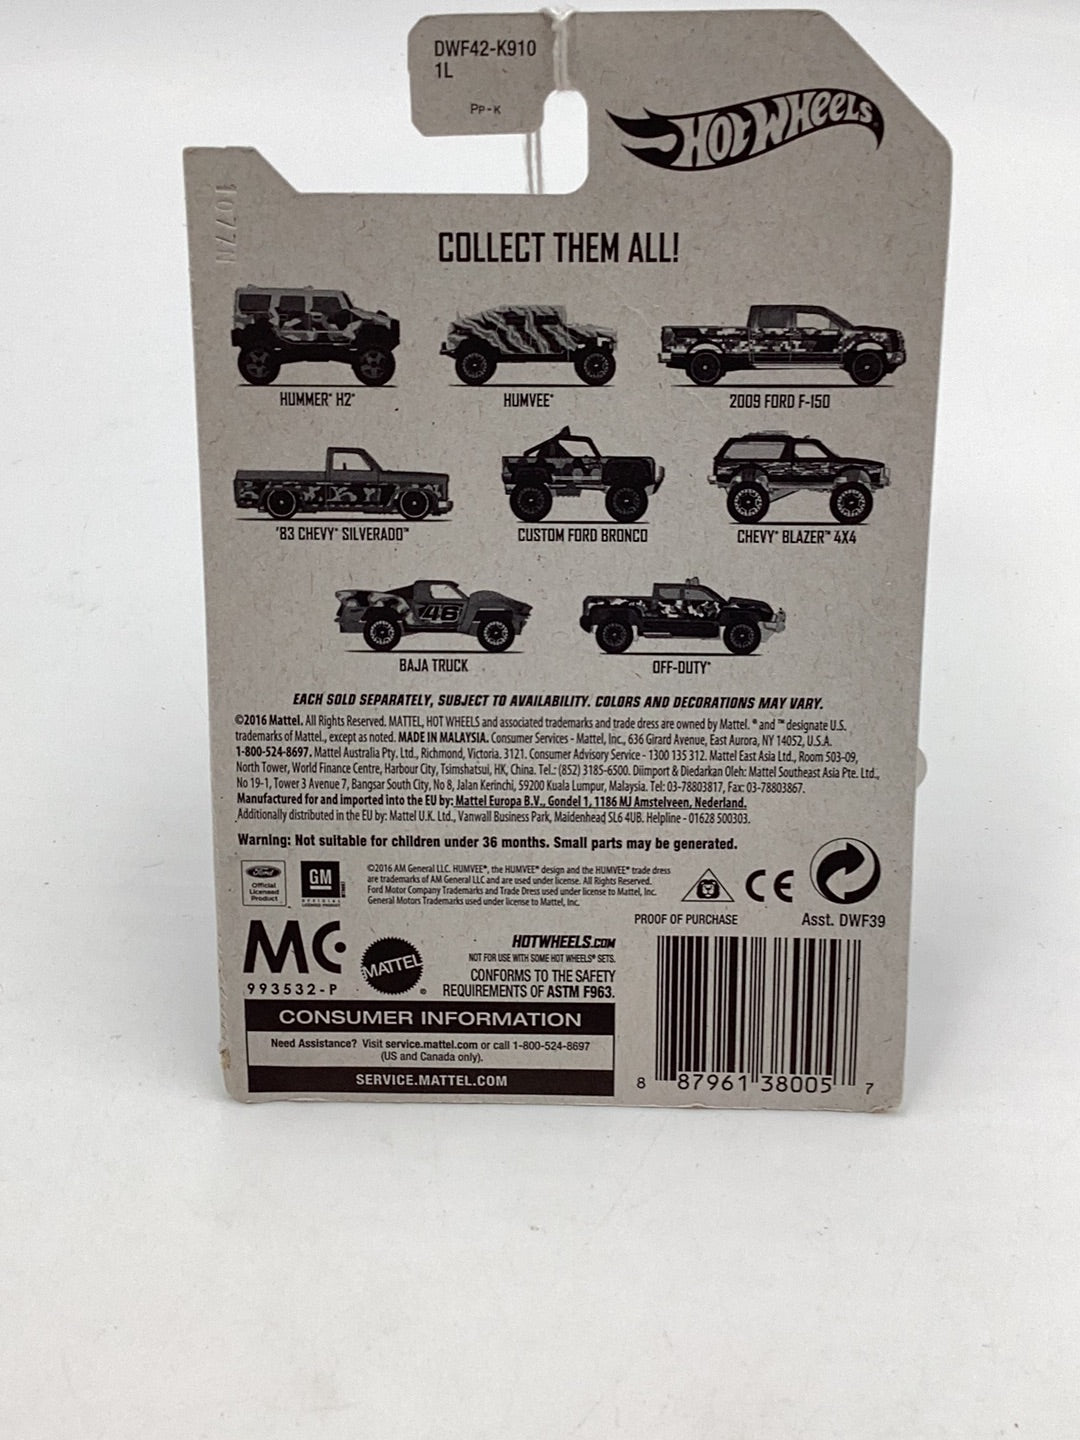 DWF42-K910
1L
PP-K
HOT WHEELS
1077N
COLLECT THEM ALL!
HUMMER® H2®
HUMVEE®
2009 FORD F-150
'83 CHEVY® SILVERADO™
CUSTOM FORD BRONCO
CHEVY® BLAZER™ 4X4
46
BAJA TRUCK
OFF-DUTY®
EACH SOLD SEPARATELY, SUBJECT TO AVAILABILITY. COLORS AND DECORATIONS MAY VARY.
©2016 Mattel. All Rights Reserved. MATTEL, HOT WHEELS and associated trademarks and trade dress are owned by Mattel. ® and ™ designate U.S.
trademarks of Mattel, except as noted. MADE IN MALAYSIA. Consumer Services - Mattel, Inc., 636 Girard Avenue, East Aurora, NY 14052, U.S.A.
1-800-524-8697. Mattel Australia Pty. Ltd., Richmond, Victoria. 3121. Consumer Advisory Service - 1300 135 312. Mattel East Asia Ltd., Room 503-09,
North Tower, World Finance Centre, Harbour City, Tsimshatsui, HK, China. Tel.: (852) 3185-6500. Diimport & Diedarkan Oleh: Mattel Southeast Asia Pte. Ltd.,
No 19-1, Tower 3 Avenue 7, Bangsar South City, No 8, Jalan Kerinchi, 59200 Kuala Lumpur, Malaysia. Tel: 03-78803817, Fax: 03-78803867.
Manufactured for and imported into the EU by: Mattel Europa B.V., Gondel 1, 1186 MJ Amstelveen, Nederland.
Additionally distributed in the EU by: Mattel U.K. Ltd., Vanwall Business Park, Maidenhead SL6 4UB. Helpline - 01628 500303.
Warning: Not suitable for children under 36 months. Small parts may be generated.
Ford
Official
Licensed
Product
GM
OFFICIAL
LICENSED PRODUCT
©2016 AM General LLC. HUMVEE®, the HUMVEE® design and the HUMVEE® trade dress
are trademarks of AM General LLC and are used under license. All Rights Reserved.
Ford Motor Company Trademarks and Trade Dress used under license to Mattel, Inc.
General Motors Trademarks used under license to Mattel, Inc.
CE
PROOF OF PURCHASE
Asst. DWF39
MC
993532-P
MATTEL
HOTWHEELS.COM
NOT FOR USE WITH SOME HOT WHEELS® SETS.
CONFORMS TO THE SAFETY
REQUIREMENTS OF ASTM F963.
CONSUMER INFORMATION
Need Assistance? Visit service.mattel.com or call 1-800-524-8697
(US and Canada only).
SERVICE.MATTEL.COM
8 87961 38005 7